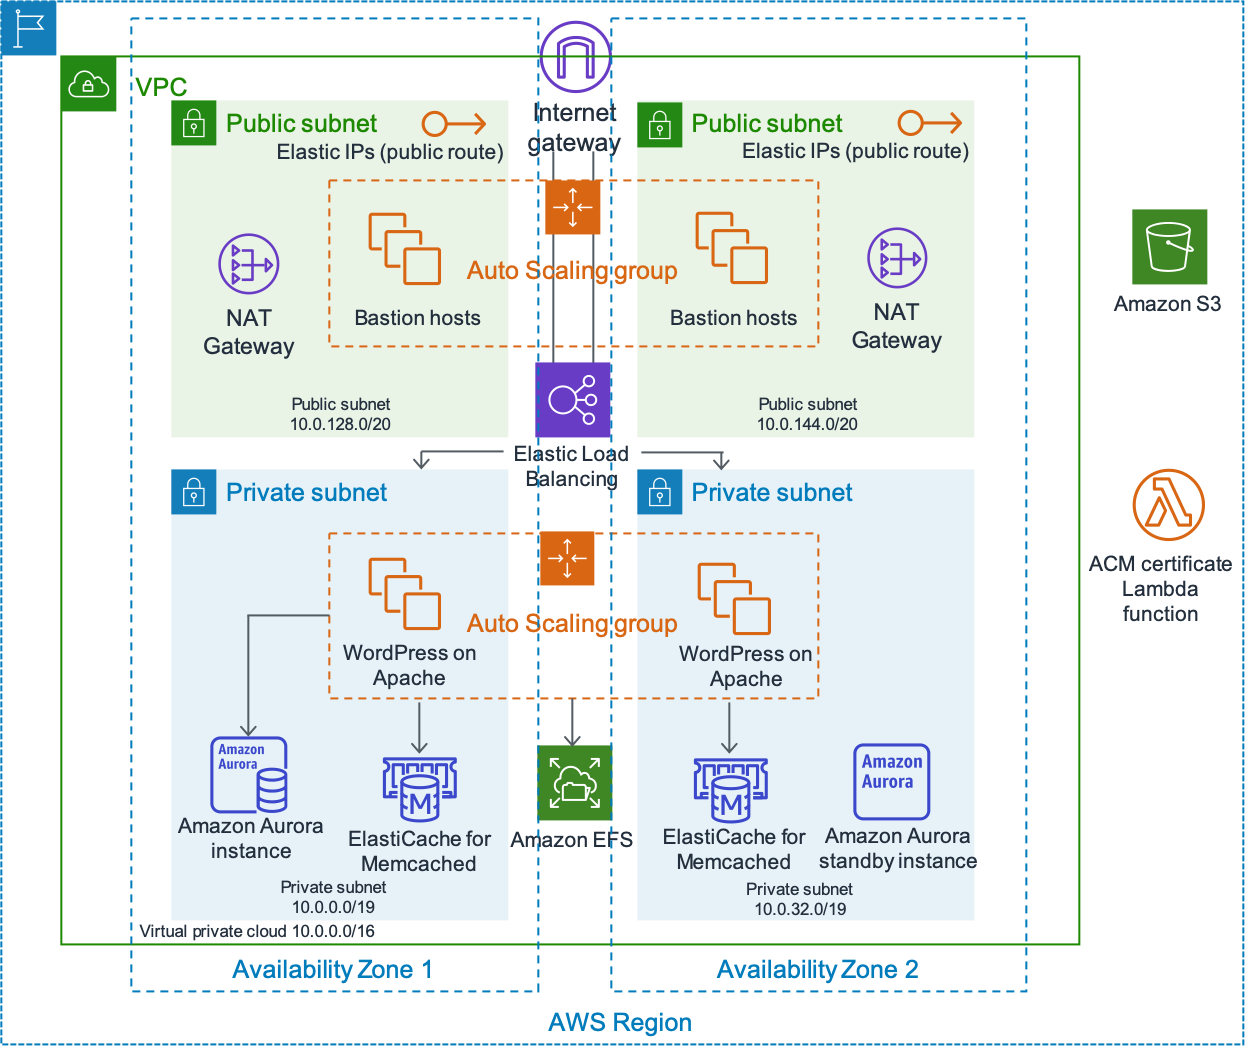 VPC
Internet
gateway
Public subnet
Elastic IPs (public route)
Public subnet
Elastic IPs (public route)
Auto Scaling group
NAT
Gateway
Bastion hosts
Bastion hosts
NAT
Gateway
Public subnet
10.0.128.0/20
Public subnet
10.0.144.0/20
Elastic Load
Balancing
Private subnet
Private subnet
Auto Scaling group
WordPress on
Apache
WordPress on
Apache
Amazon
Aurora
Amazon Aurora
instance
M
ElastiCache for
Memcached
Amazon EFS
M
ElastiCache for
Memcached
Amazon
Aurora
Amazon Aurora
standby instance
Private subnet
10.0.0.0/19
Private subnet
10.0.32.0/19
Virtual private cloud 10.0.0.0/16
Availability Zone 1
Availability Zone 2
AWS Region
Amazon S3
ACM certificate
Lambda
function